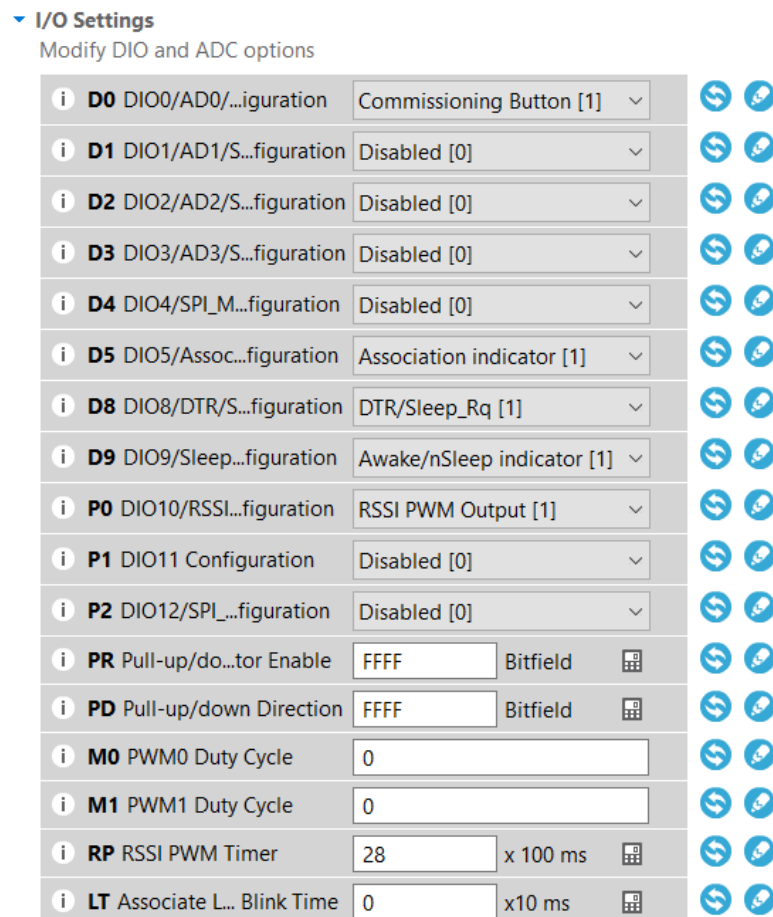 I/O Settings
Modify DIO and ADC options
i D0 DIO0/AD0/...iguration Commissioning Button [1]
i D1 DIO1/AD1/S...figuration Disabled [0]
i D2 DIO2/AD2/S...figuration Disabled [0]
i D3 DIO3/AD3/S...figuration Disabled [0]
i D4 DIO4/SPI_M...figuration Disabled [0]
i D5 DIO5/Assoc...figuration Association indicator [1]
i D8 DIO8/DTR/S...figuration DTR/Sleep_Rq [1]
i D9 DIO9/Sleep...figuration Awake/nSleep indicator [1]
i P0 DIO10/RSSI...figuration RSSI PWM Output [1]
i P1 DIO11 Configuration Disabled [0]
i P2 DIO12/SPI_...figuration Disabled [0]
i PR Pull-up/do...tor Enable FFFF Bitfield
i PD Pull-up/down Direction FFFF Bitfield
i M0 PWM0 Duty Cycle 0
i M1 PWM1 Duty Cycle 0
i RP RSSI PWM Timer 28 x 100 ms
i LT Associate L... Blink Time 0 x10 ms